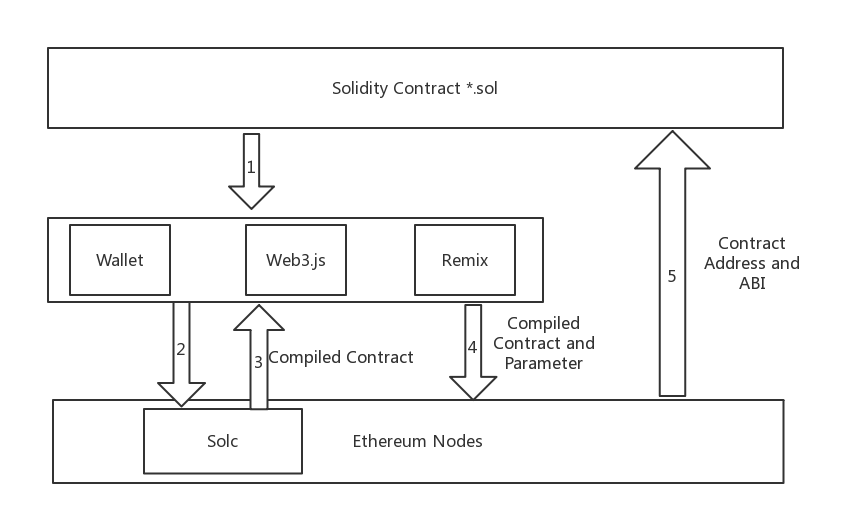 Solidity Contract *.sol
1
Wallet
Web3.js
Remix
2
3
Compiled Contract
4
Compiled
Contract and
Parameter
5
Contract
Address and
ABI
Solc
Ethereum Nodes